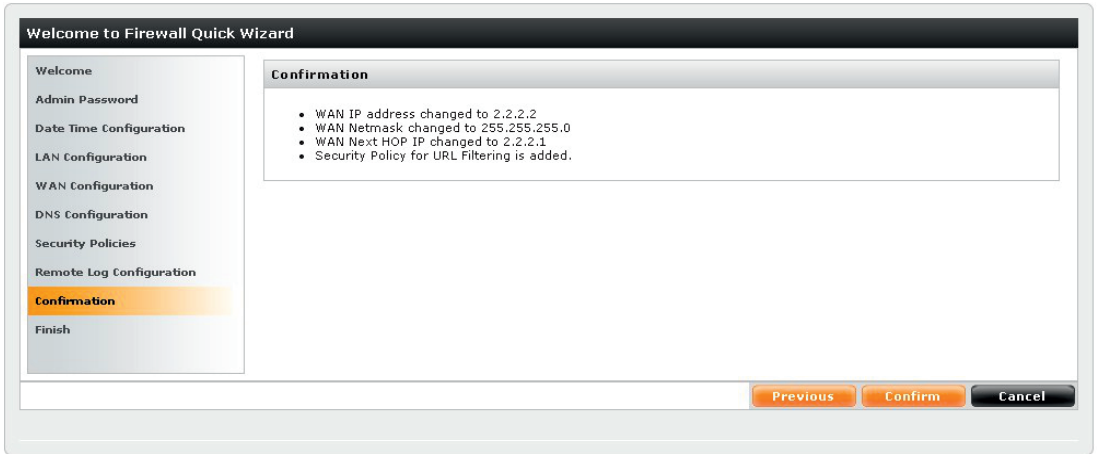 Welcome to Firewall Quick Wizard
Welcome
Admin Password
Date Time Configuration
LAN Configuration
WAN Configuration
DNS Configuration
Security Policies
Remote Log Configuration
Confirmation
Finish
Confirmation
• WAN IP address changed to 2.2.2.2
• WAN Netmask changed to 255.255.255.0
• WAN Next HOP IP changed to 2.2.2.1
• Security Policy for URL Filtering is added.
Previous Confirm Cancel